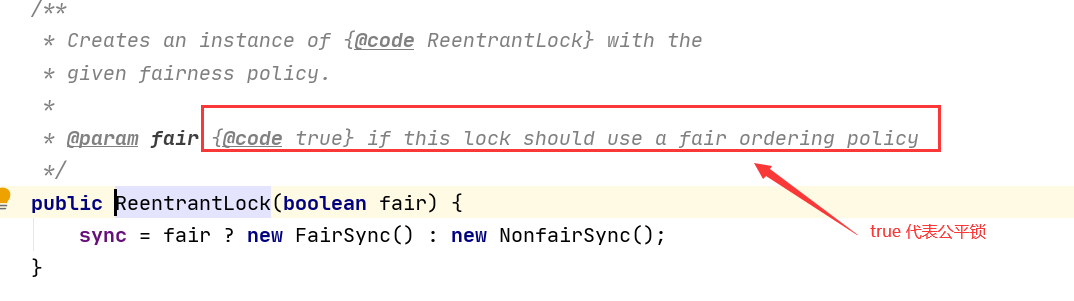 /**
* Creates an instance of {@code ReentrantLock} with the
* given fairness policy.
*
* @param fair {@code true} if this lock should use a fair ordering policy
*/
public ReentrantLock(boolean fair) {
sync = fair ? new FairSync() : new NonfairSync();
true 代表公平锁
}